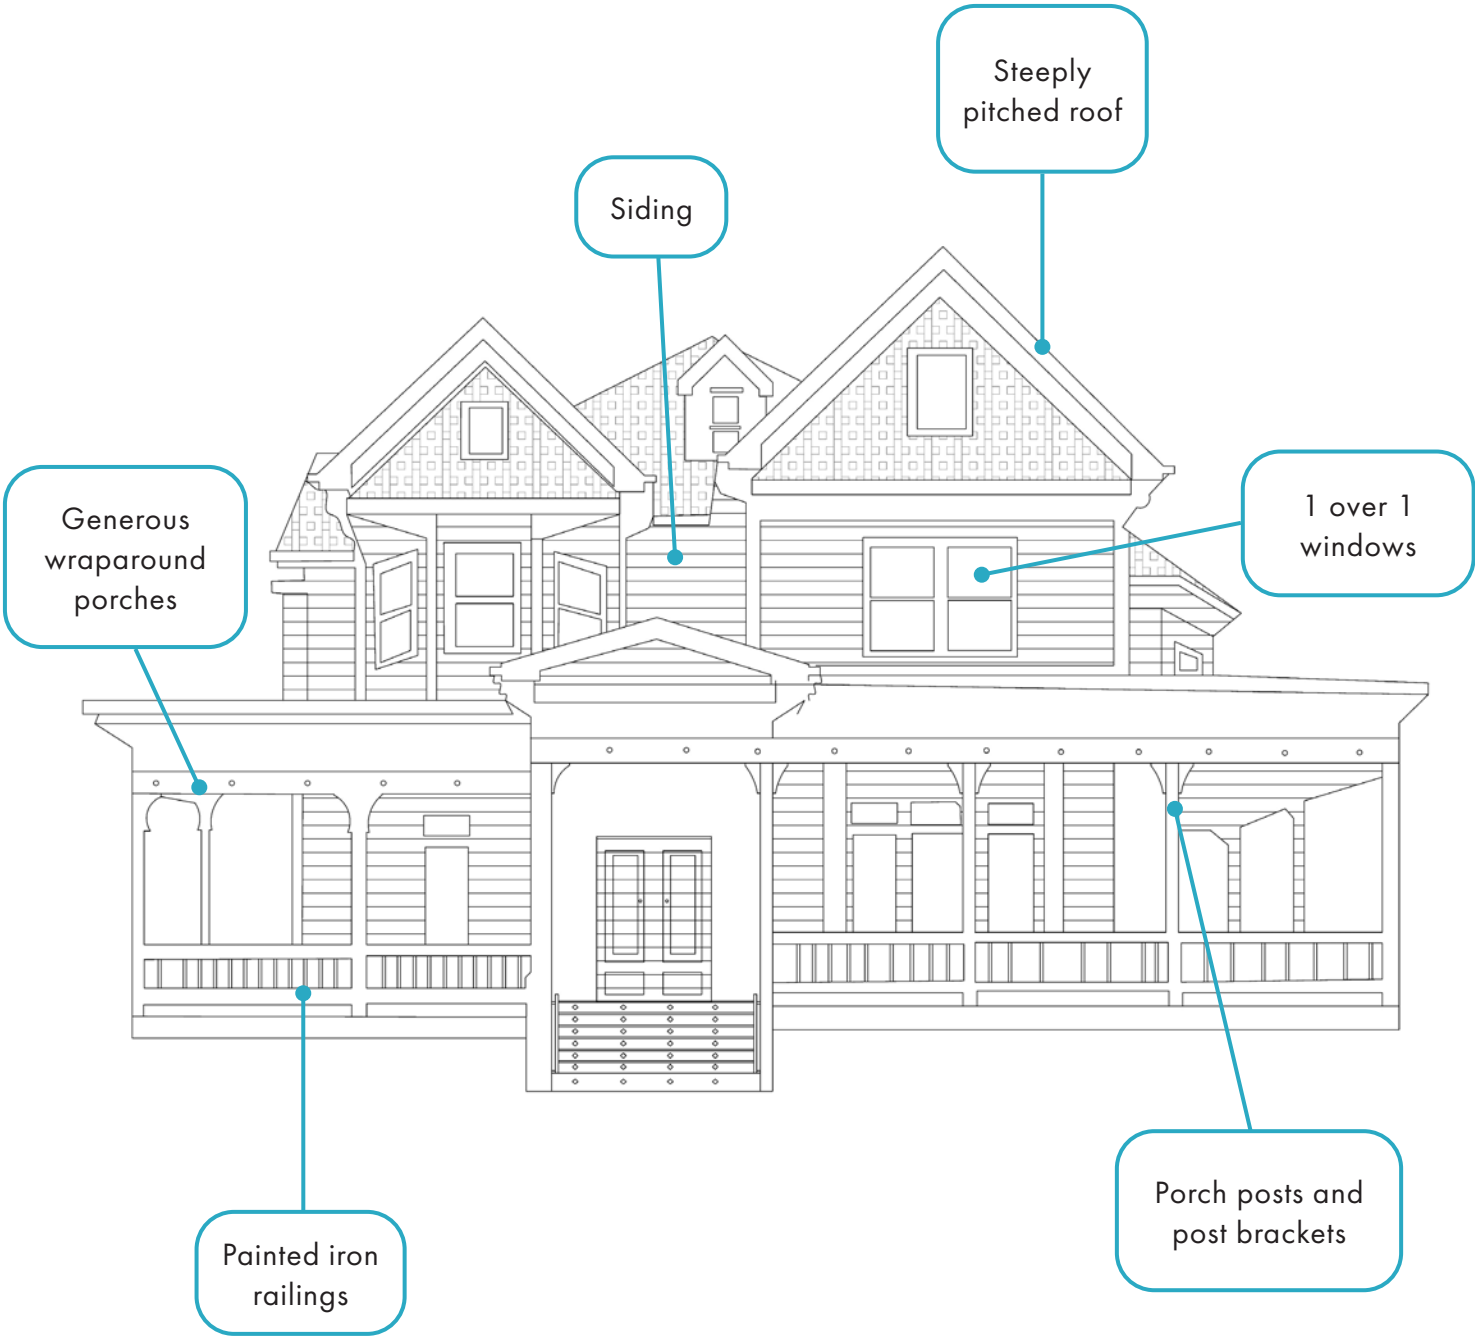 Steeply
pitched roof
Siding
Generous
wraparound
porches
1 over 1
windows
Porch posts and
post brackets
Painted iron
railings